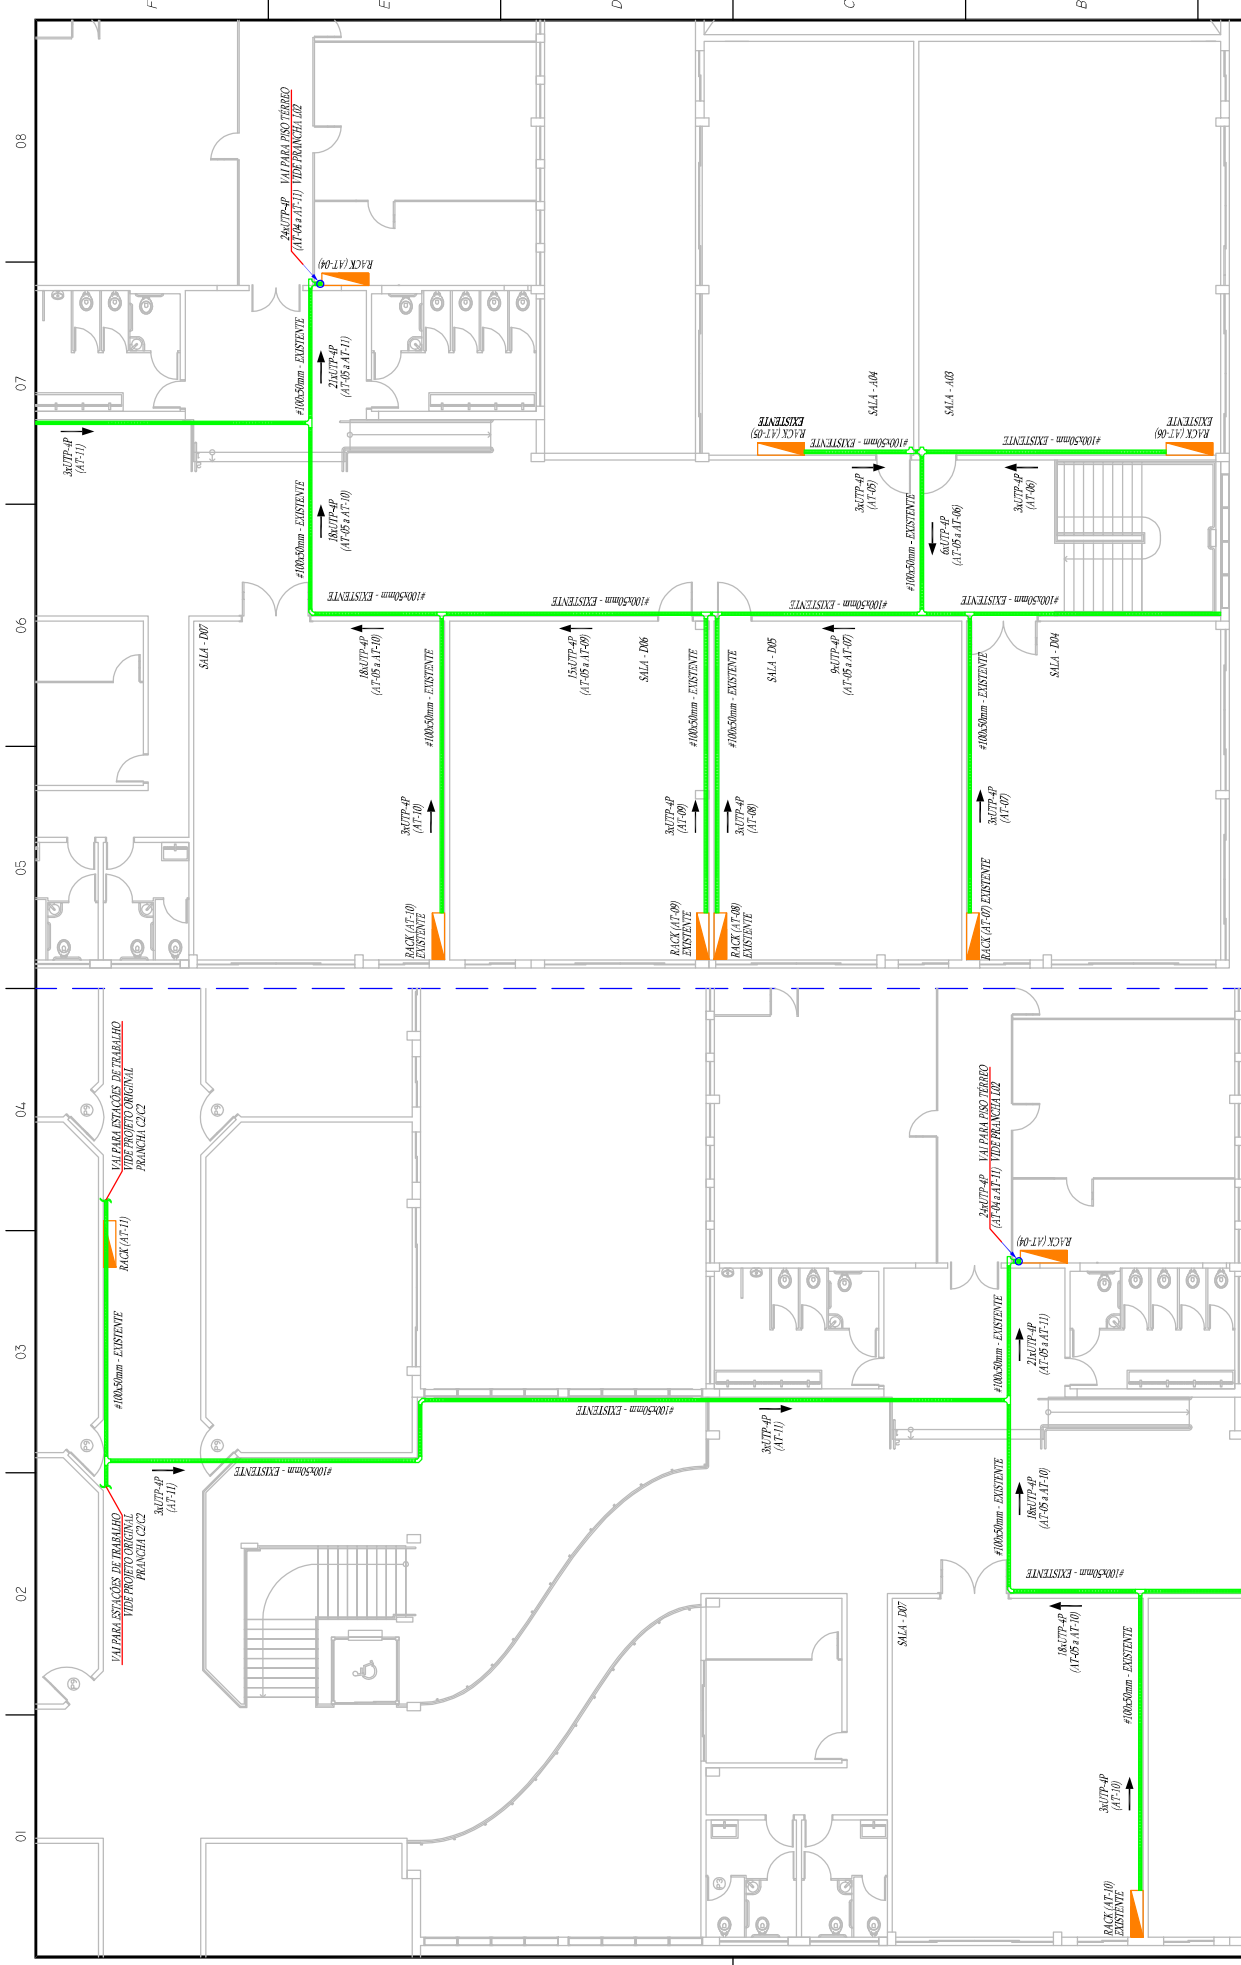 F
E
D
C
B
08
07
06
05
04
03
02
01
24xUTP-4P VAI PARA PISO TÉRREO
(AT-04 a AT-11) VIDE PRANCHA L02
RACK (AT-04)
#100x50mm - EXISTENTE
21xUTP-4P
(AT-05 a AT-11)
3xUTP-4P
(AT-11)
#100x50mm - EXISTENTE
18xUTP-4P
(AT-05 a AT-10)
SALA - A04
SALA - A03
RACK (AT-05)
EXISTENTE
#100x50mm - EXISTENTE
#100x50mm - EXISTENTE
RACK (AT-06)
EXISTENTE
3xUTP-4P
(AT-05)
#100x50mm - EXISTENTE
6xUTP-4P
(AT-05 a AT-06)
3xUTP-4P
(AT-06)
#100x50mm - EXISTENTE
#100x50mm - EXISTENTE
#100x50mm - EXISTENTE
#100x50mm - EXISTENTE
SALA - D07
18xUTP-4P
(AT-05 a AT-10)
#100x50mm - EXISTENTE
15xUTP-4P
(AT-05 a AT-09)
SALA - D06
#100x50mm - EXISTENTE
#100x50mm - EXISTENTE
SALA - D05
9xUTP-4P
(AT-05 a AT-07)
#100x50mm - EXISTENTE
SALA - D04
3xUTP-4P
(AT-10)
3xUTP-4P
(AT-09)
3xUTP-4P
(AT-08)
3xUTP-4P
(AT-07)
RACK (AT-10)
EXISTENTE
RACK (AT-09)
EXISTENTE
RACK (AT-08)
EXISTENTE
RACK (AT-07) EXISTENTE
VAI PARA ESTAÇÕES DE TRABALHO
VIDE PROJETO ORIGINAL
PRANCHA C2/C2
RACK (AT-11)
#100x50mm - EXISTENTE
3xUTP-4P
(AT-11)
#100x50mm - EXISTENTE
VAI PARA ESTAÇÕES DE TRABALHO
VIDE PROJETO ORIGINAL
PRANCHA C2/C2
24xUTP-4P VAI PARA PISO TÉRREO
(AT-04 a AT-11) VIDE PRANCHA L02
RACK (AT-04)
#100x50mm - EXISTENTE
21xUTP-4P
(AT-05 a AT-11)
#100x50mm - EXISTENTE
3xUTP-4P
(AT-11)
#100x50mm - EXISTENTE
18xUTP-4P
(AT-05 a AT-10)
#100x50mm - EXISTENTE
SALA - D07
18xUTP-4P
(AT-05 a AT-10)
#100x50mm - EXISTENTE
3xUTP-4P
(AT-10)
RACK (AT-10)
EXISTENTE